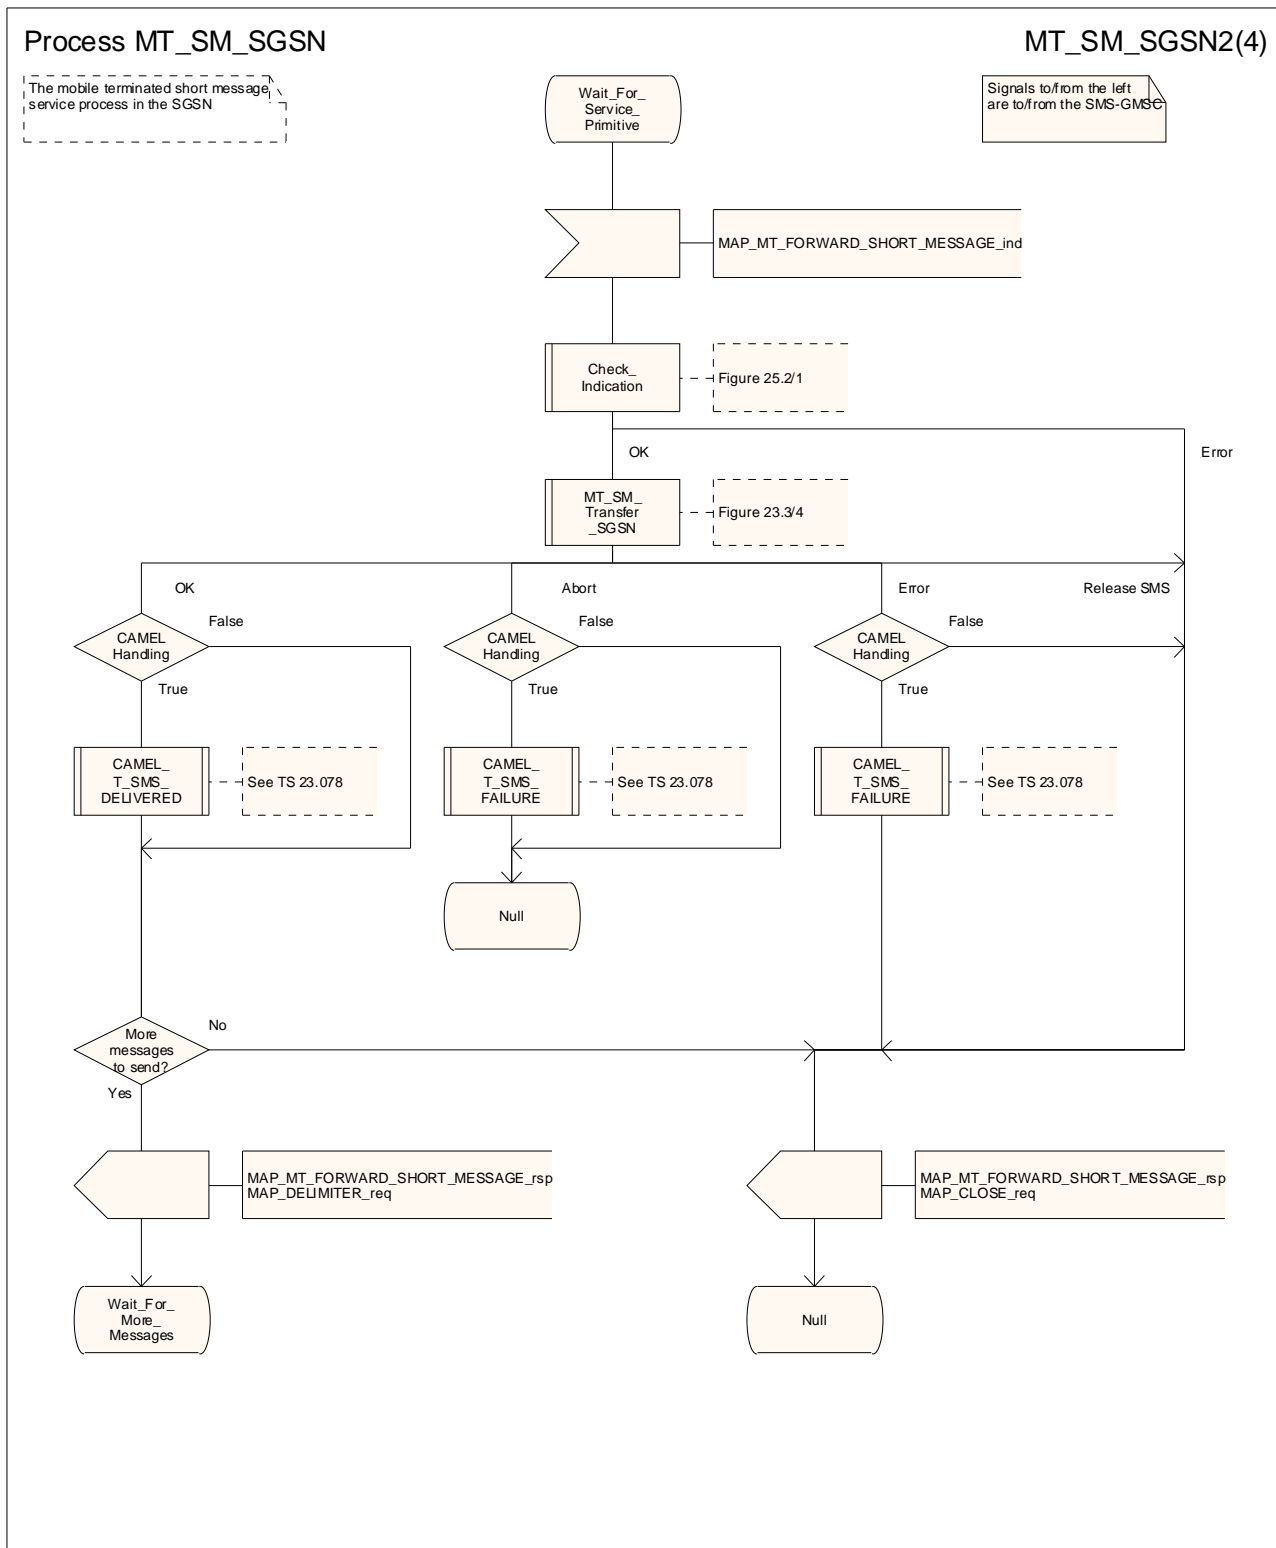 Process MT_SM_SGSN
MT_SM_SGSN2(4)
The mobile terminated short message
service process in the SGSN
Wait_For_
Service_
Primitive
Signals to/from the left
are to/from the SMS-GMSC
MAP_MT_FORWARD_SHORT_MESSAGE_ind
Check_
Indication
Figure 25.2/1
OK
Error
MT_SM_
Transfer
_SGSN
Figure 23.3/4
OK
Abort
Error
Release SMS
CAMEL
Handling
False
True
CAMEL
Handling
False
True
CAMEL
Handling
False
True
CAMEL_
T_SMS_
DELIVERED
See TS 23.078
CAMEL_
T_SMS_
FAILURE
See TS 23.078
CAMEL_
T_SMS_
FAILURE
See TS 23.078
Null
More
messages
to send?
No
Yes
MAP_MT_FORWARD_SHORT_MESSAGE_rsp
MAP_DELIMITER_req
MAP_MT_FORWARD_SHORT_MESSAGE_rsp
MAP_CLOSE_req
Wait_For_
More_
Messages
Null